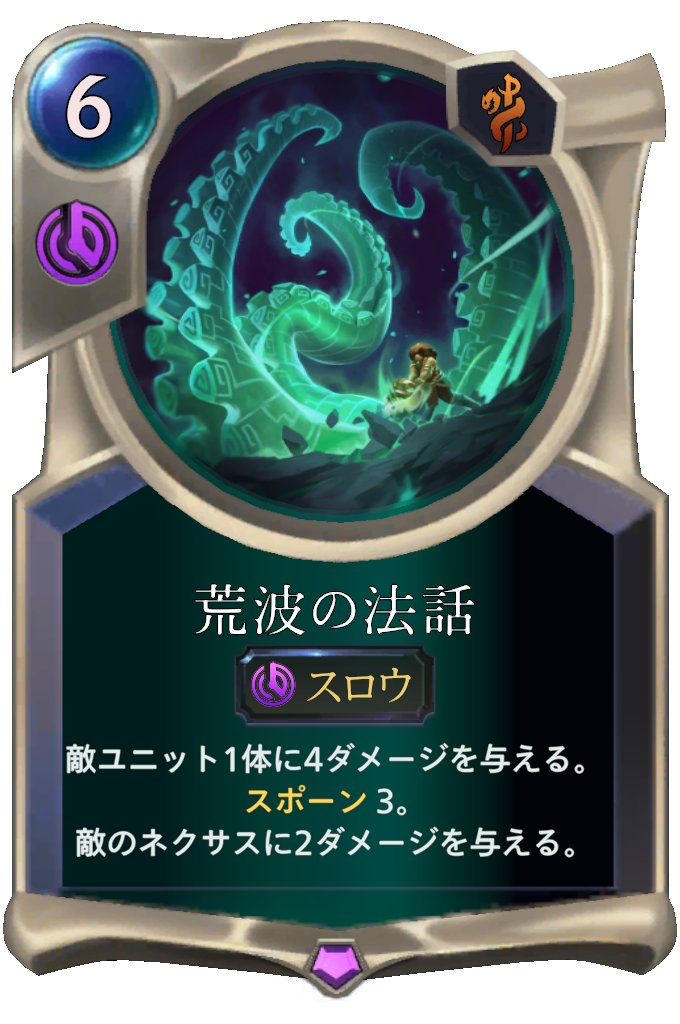 6
荒波の法話
スロウ
敵ユニット1体に4ダメージを与える。
スポーン 3。
敵のネクサスに2ダメージを与える。